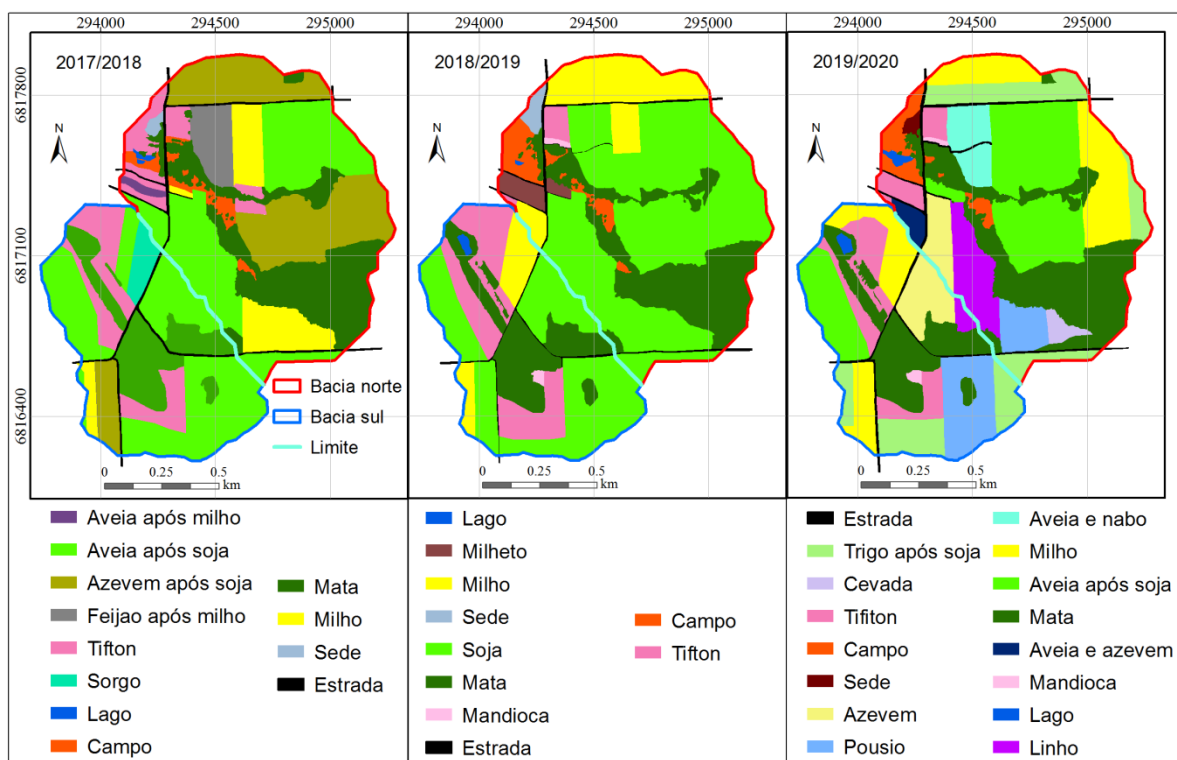 294000 294500 295000
294000 294500 295000
294000 294500 295000
6817800
6817100
6816400
2017/2018
N
Bacia norte
Bacia sul
Limite
0 0.25 0.5
km
2018/2019
N
0 0.25 0.5
km
2019/2020
N
0 0.25 0.5
km
Aveia após milho
Aveia após soja
Azevem após soja
Feijao após milho
Tifton
Sorgo
Lago
Campo
Mata
Milho
Sede
Estrada
Lago
Milheto
Milho
Sede
Soja
Mata
Mandioca
Estrada
Campo
Tifton
Estrada
Trigo após soja
Cevada
Tifiton
Campo
Sede
Azevem
Pousio
Aveia e nabo
Milho
Aveia após soja
Mata
Aveia e azevem
Mandioca
Lago
Linho